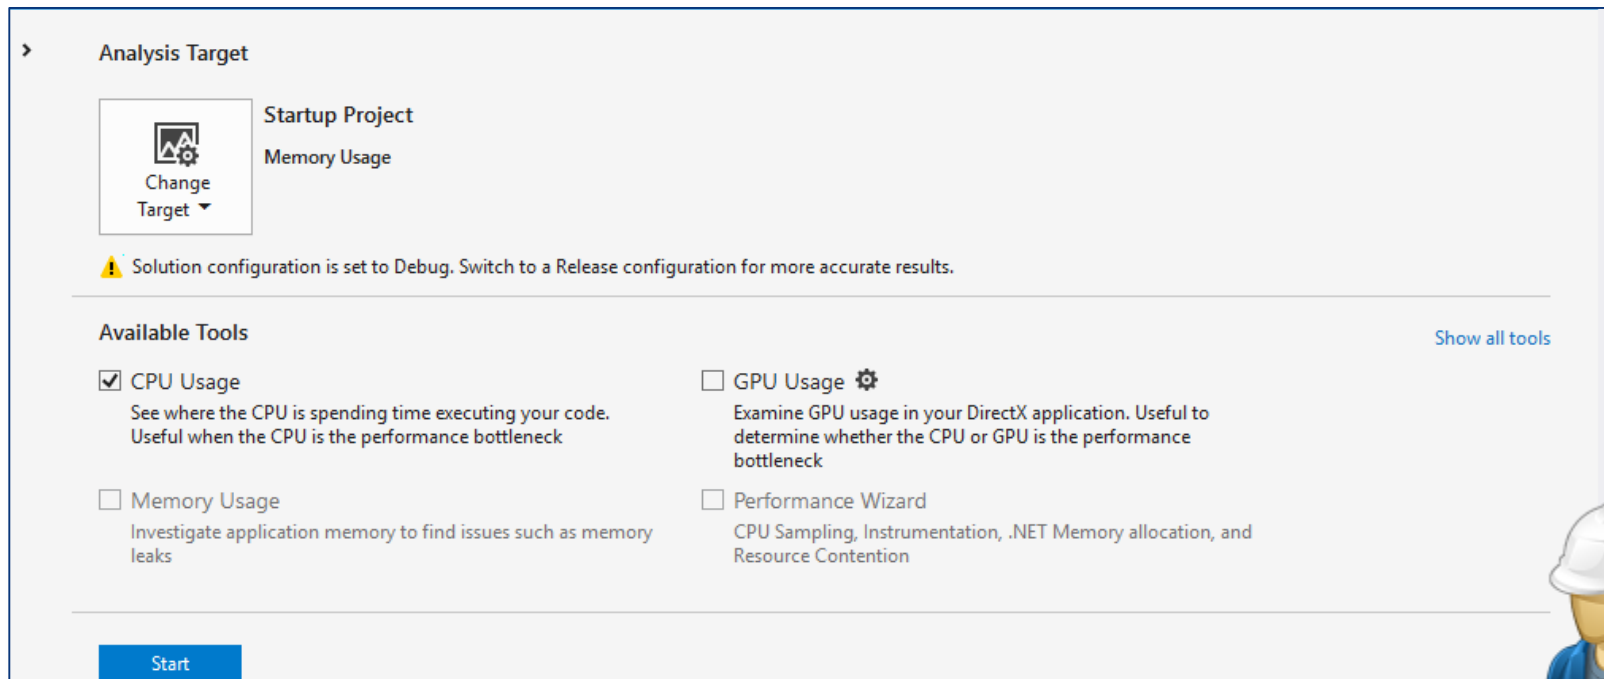 Analysis Target
Startup Project
Memory Usage
Change
Target
Solution configuration is set to Debug. Switch to a Release configuration for more accurate results.
Available Tools
Show all tools
CPU Usage
See where the CPU is spending time executing your code.
Useful when the CPU is the performance bottleneck
GPU Usage
Examine GPU usage in your DirectX application. Useful to
determine whether the CPU or GPU is the performance
bottleneck
Memory Usage
Investigate application memory to find issues such as memory
leaks
Performance Wizard
CPU Sampling, Instrumentation, .NET Memory allocation, and
Resource Contention
Start